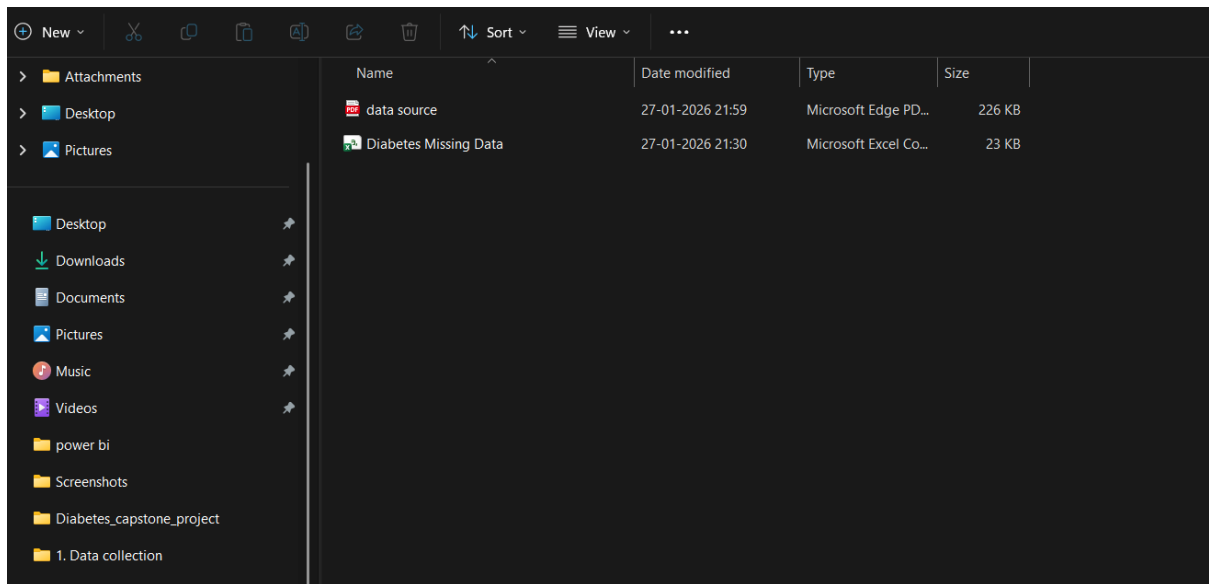 New Sort View
Name Date modified Type Size
data source 27-01-2026 21:59 Microsoft Edge PD... 226 KB
Diabetes Missing Data 27-01-2026 21:30 Microsoft Excel Co... 23 KB
Attachments
Desktop
Pictures
Desktop
Downloads
Documents
Pictures
Music
Videos
power bi
Screenshots
Diabetes_capstone_project
1. Data collection